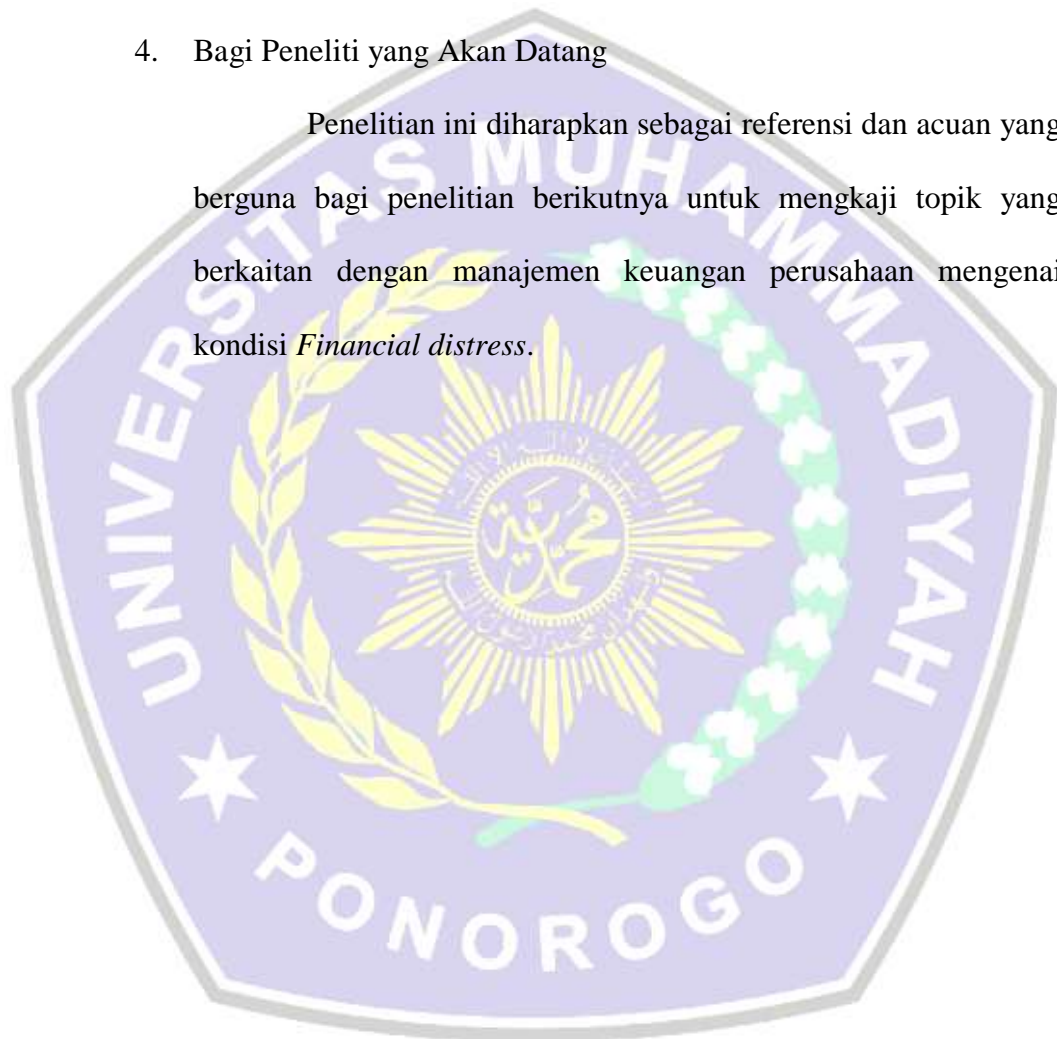 4. Bagi Peneliti yang Akan Datang
Penelitian ini diharapkan sebagai referensi dan acuan yang
berguna bagi penelitian berikutnya untuk mengkaji topik yang
berkaitan dengan manajemen keuangan perusahaan mengenai
kondisi Financial distress.
UNIVERSITAS MUHAMMADIYAH
PONOROGO